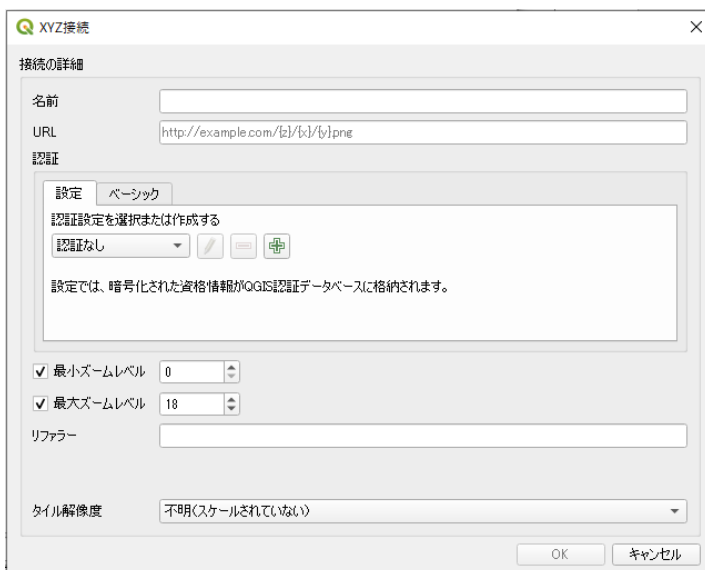 XYZ接続
接続の詳細
名前
URL http://example.com/{z}/{x}/{y}.png
認証
設定 ベーシック
認証設定を選択または作成する
認証なし
設定では、暗号化された資格情報がQGIS認証データベースに格納されます。
最小ズームレベル 0
最大ズームレベル 18
リファラー
タイル解像度 不明(スケールされていない)
OK キャンセル